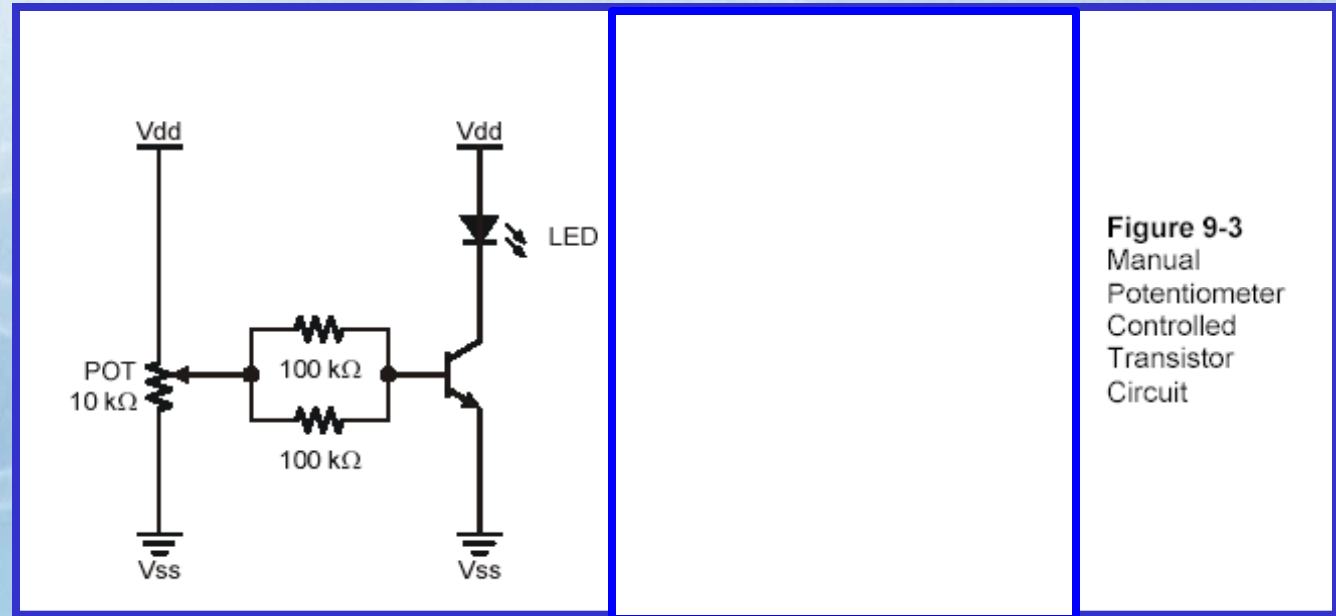 Vdd
Vdd
LED
POT
10 kΩ
100 kΩ
100 kΩ
Vss
Vss
Figure 9-3
Manual
Potentiometer
Controlled
Transistor
Circuit